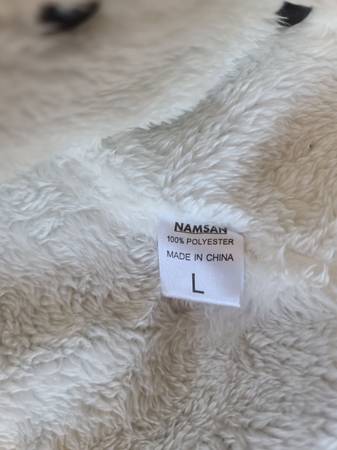 NAMSAN
100% POLYESTER
MADE IN CHINA
L